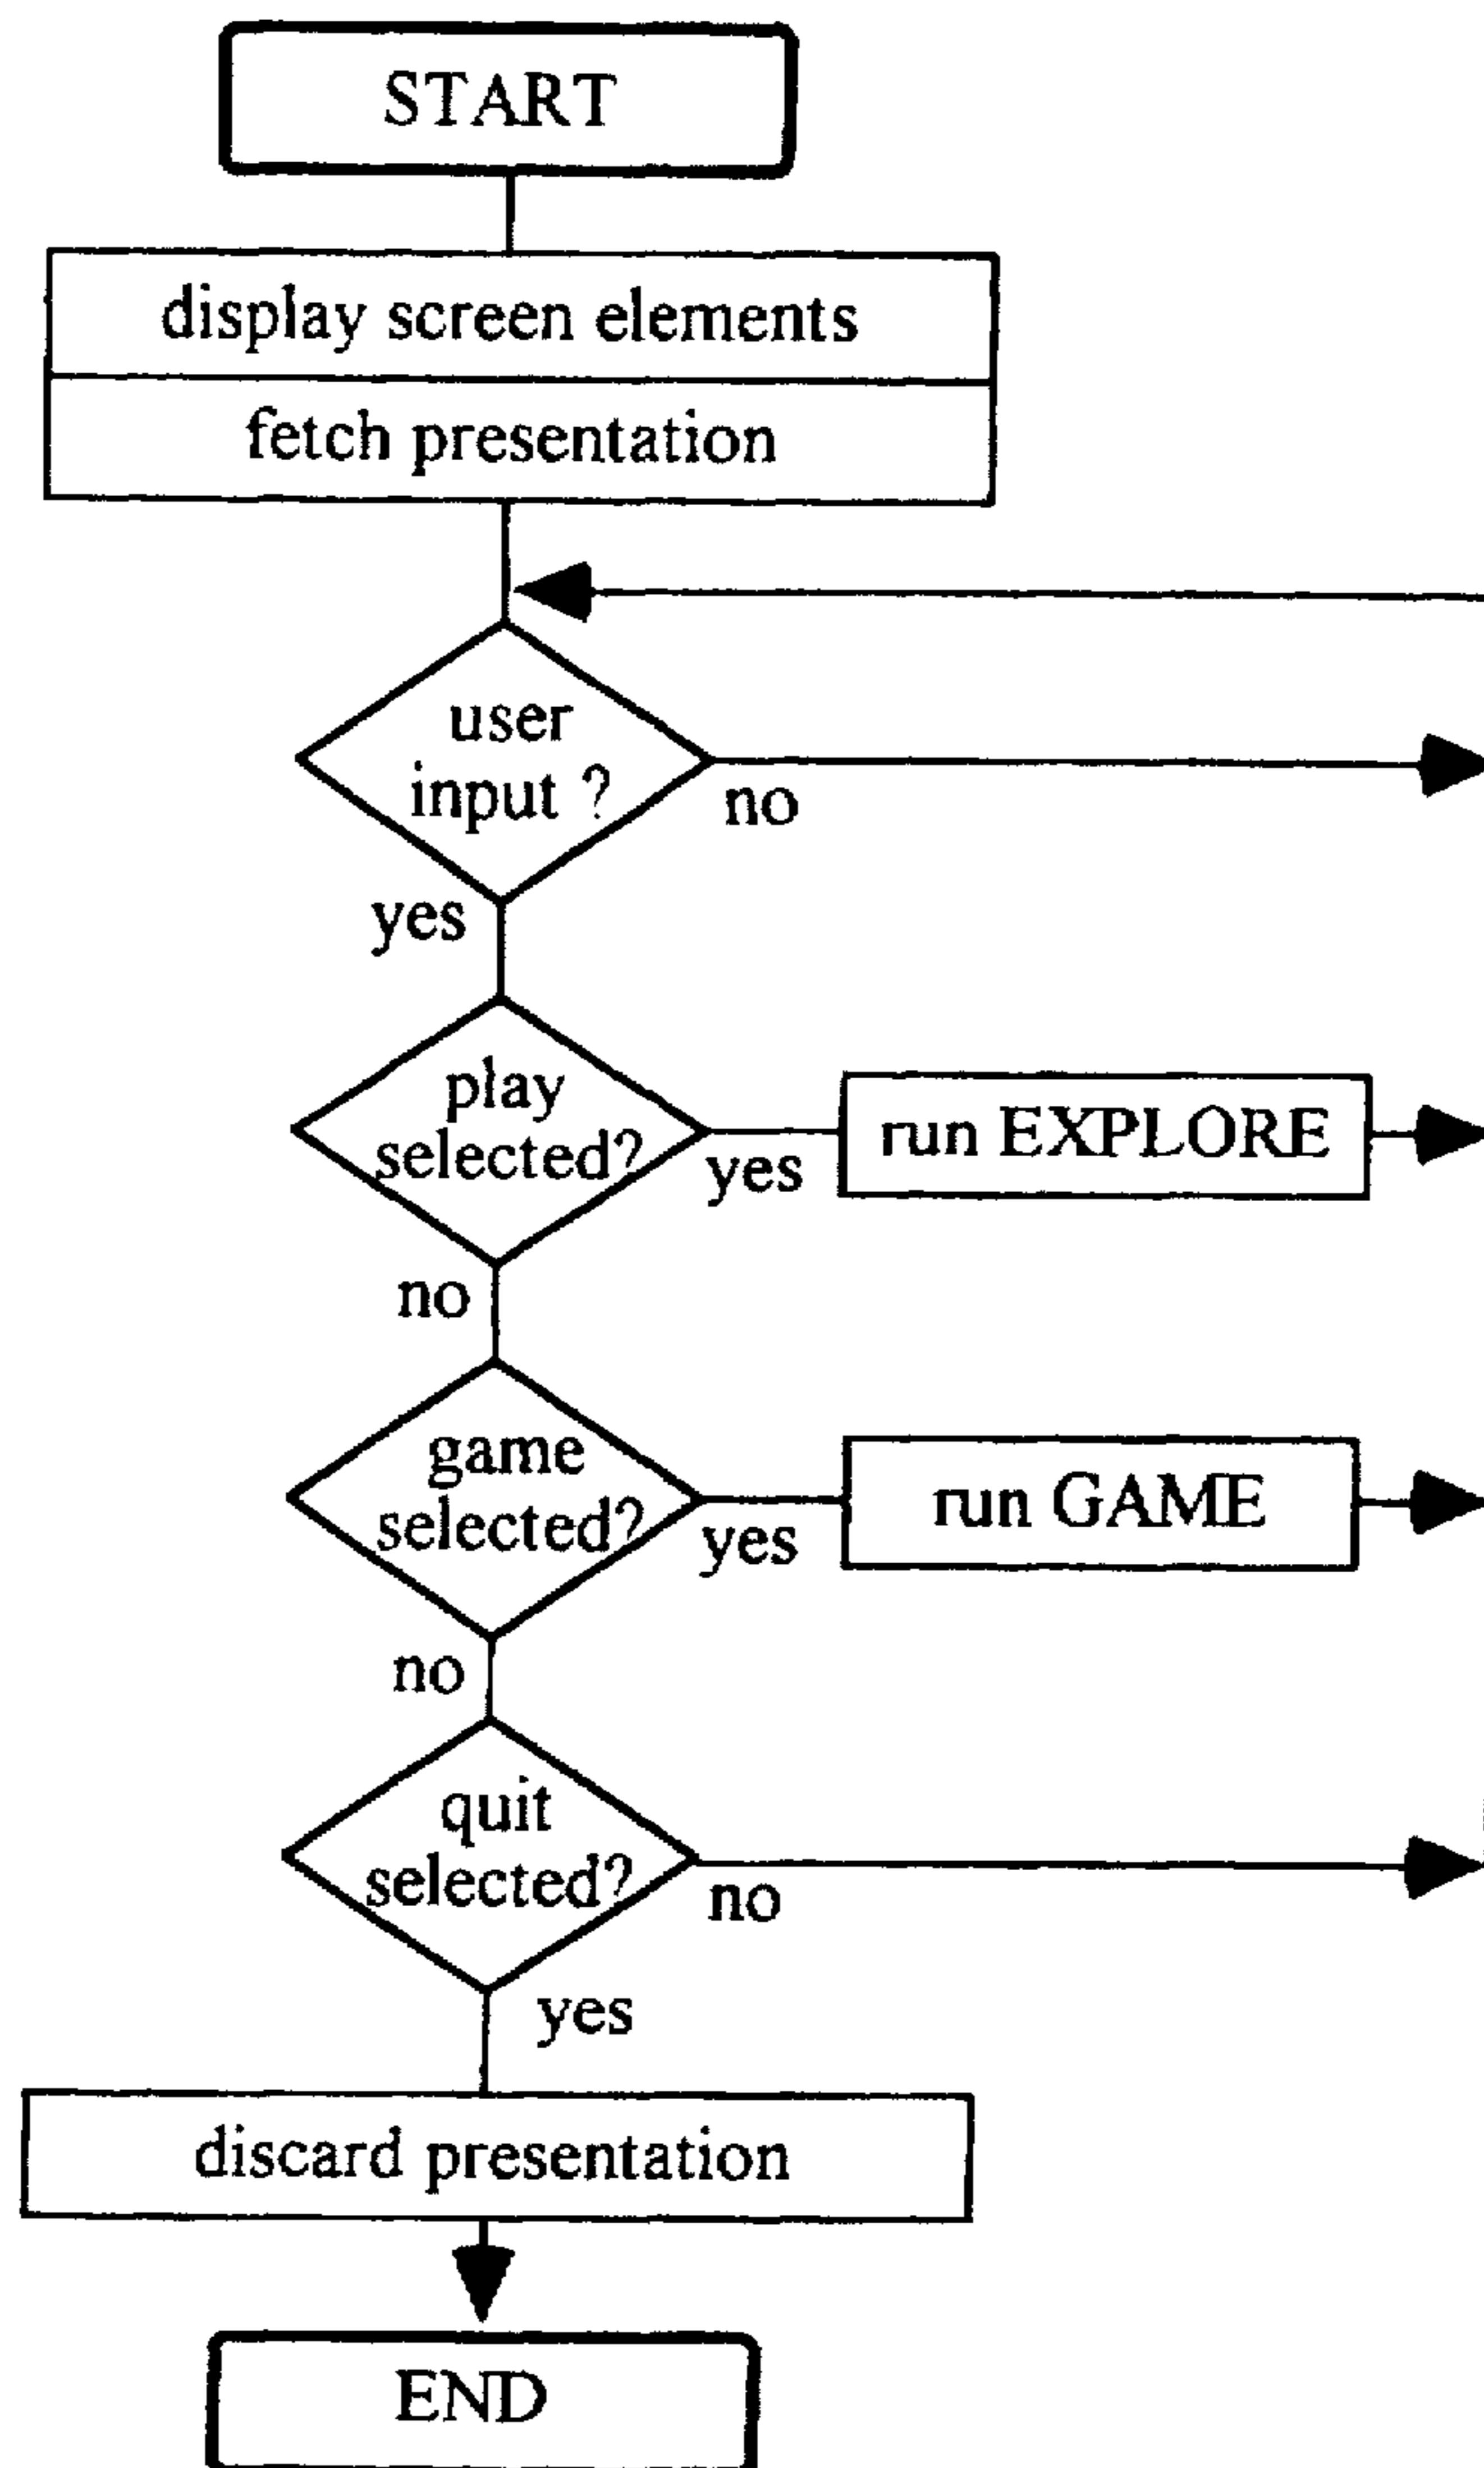 START
display screen elements
fetch presentation
user
input ?
no
yes
play
selected?
yes
run EXPLORE
no
game
selected?
yes
run GAME
no
quit
selected?
no
yes
discard presentation
END